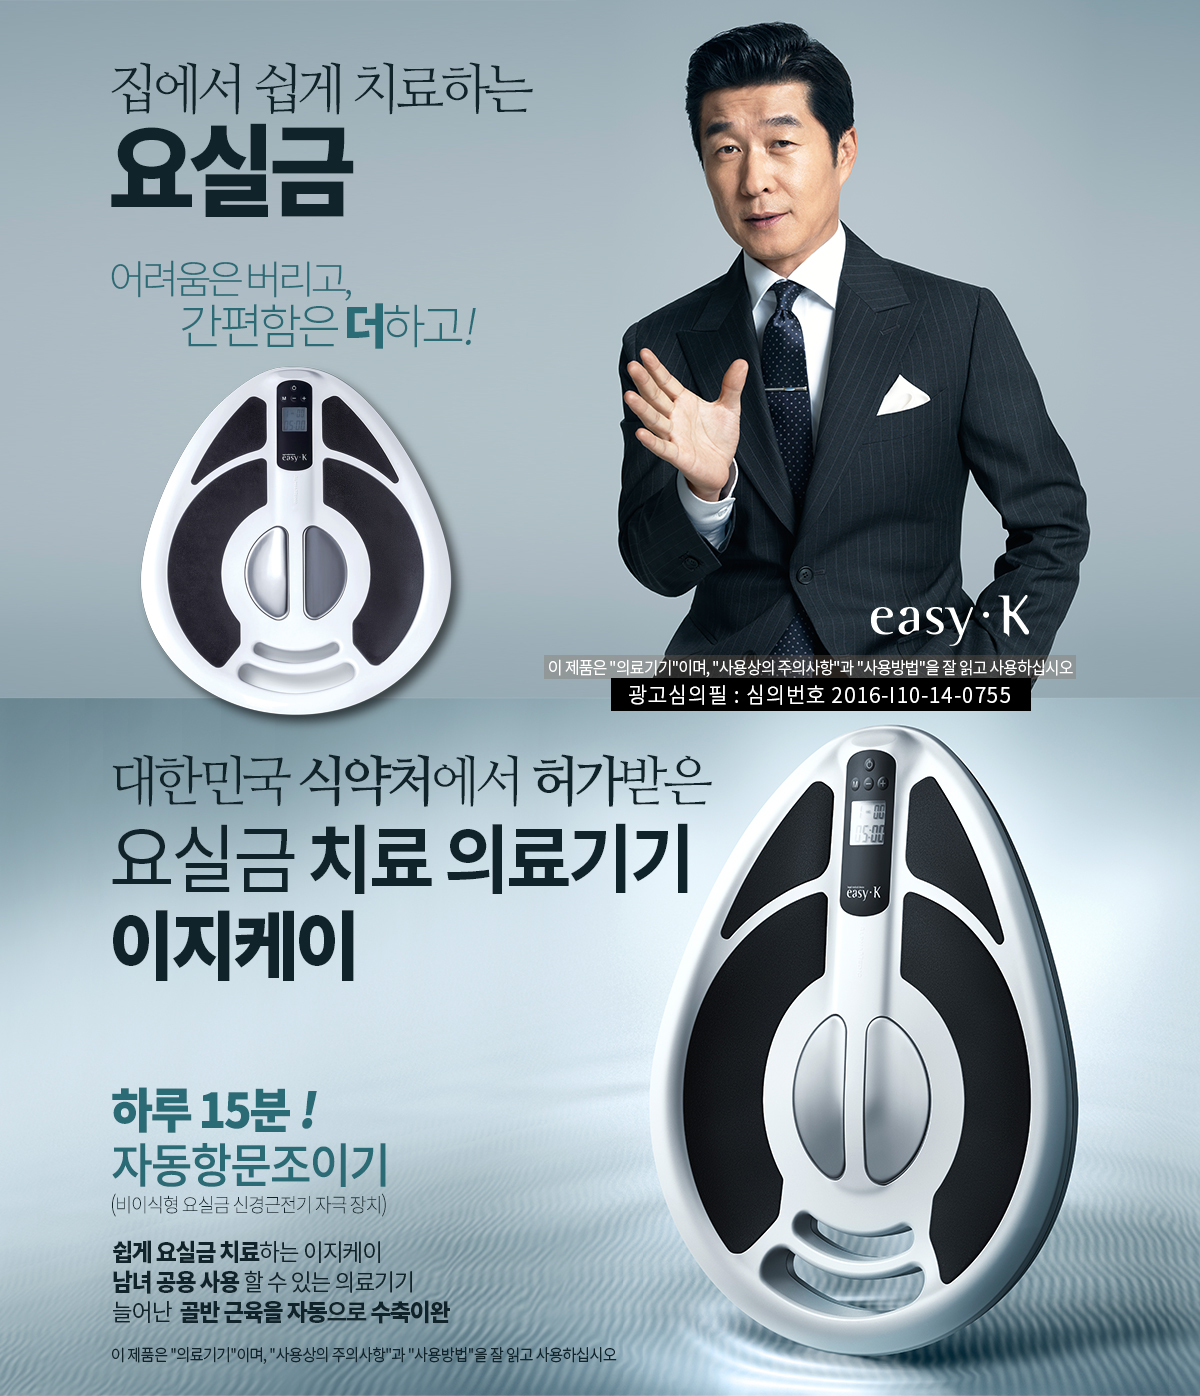 집에서 쉽게 치료하는
요실금
어려움은 버리고,
간편함은 더하고!
M - +
easy·K
easy·K
이 제품은 "의료기기"이며, "사용상의 주의사항"과 "사용방법"을 잘 읽고 사용하십시오
광고심의필 : 심의번호 2016-I10-14-0755
대한민국 식약처에서 허가받은
요실금 치료 의료기기
이지케이
M - +
1-00
05:00
easy·K
하루 15분 !
자동항문조이기
(비이식형 요실금 신경근전기 자극 장치)
쉽게 요실금 치료하는 이지케이
남녀 공용 사용 할 수 있는 의료기기
늘어난 골반 근육을 자동으로 수축이완
이 제품은 "의료기기"이며, "사용상의 주의사항"과 "사용방법"을 잘 읽고 사용하십시오